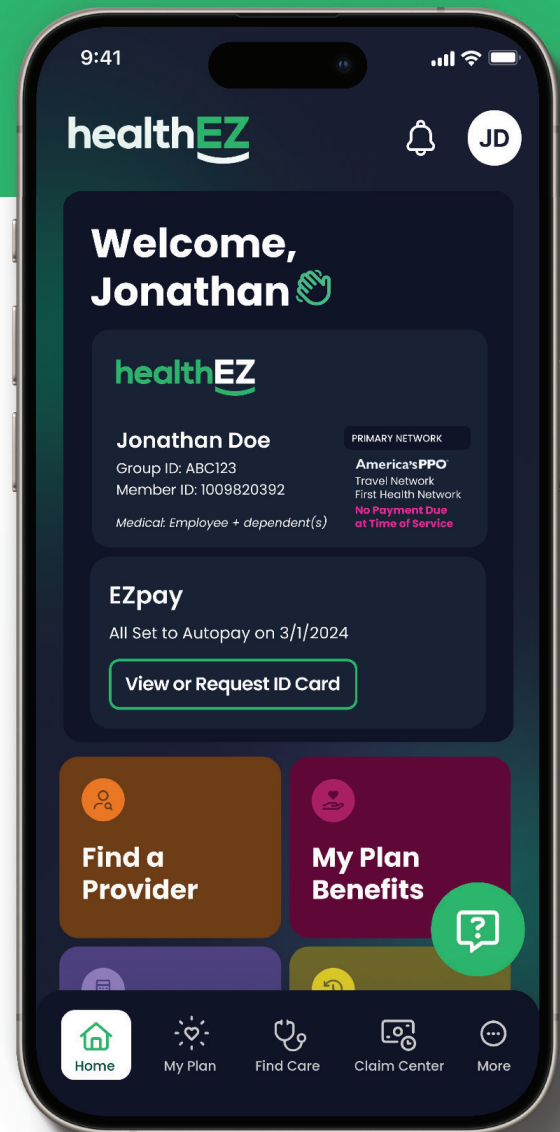 9:41
healthEZ
JD
Welcome,
Jonathan
healthEZ
Jonathan Doe
Group ID: ABC123
Member ID: 1009820392
Medical: Employee + dependent(s)
PRIMARY NETWORK
America'sPPO
Travel Network
First Health Network
No Payment Due
at Time of Service
EZpay
All Set to Autopay on 3/1/2024
View or Request ID Card
Find a
Provider
My Plan
Benefits
?
Home
My Plan
Find Care
Claim Center
More